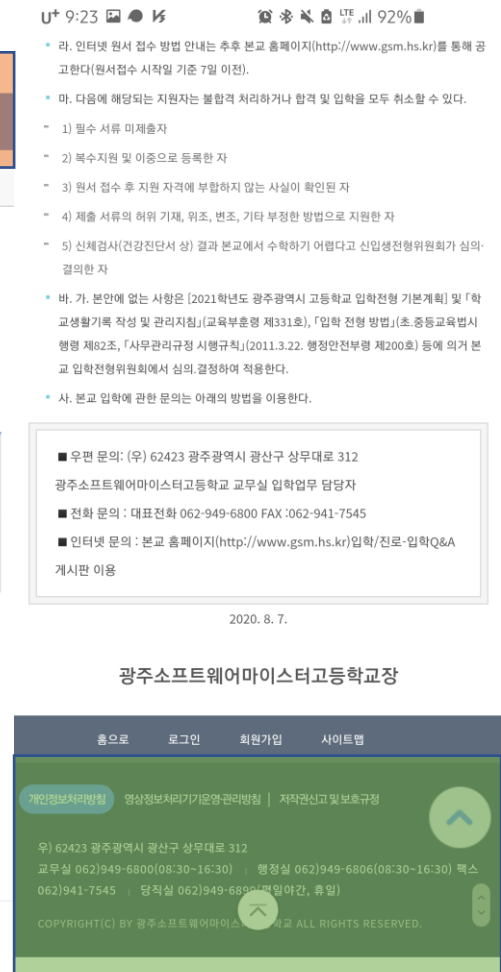 U+ 9:23 LTE 92%
라. 인터넷 원서 접수 방법 안내는 추후 본교 홈페이지(http://www.gsm.hs.kr)를 통해 공
고한다(원서접수 시작일 기준 7일 이전).
마. 다음에 해당되는 지원자는 불합격 처리하거나 합격 및 입학을 모두 취소할 수 있다.
1) 필수 서류 미제출자
2) 복수지원 및 이중으로 등록한 자
3) 원서 접수 후 지원 자격에 부합하지 않는 사실이 확인된 자
4) 제출 서류의 허위 기재, 위조, 변조, 기타 부정한 방법으로 지원한 자
5) 신체검사(건강진단서 상) 결과 본교에서 수학하기 어렵다고 신입생전형위원회가 심의·
결의한 자
바. 가. 본안에 없는 사항은 [2021학년도 광주광역시 고등학교 입학전형 기본계획] 및 「학
교생활기록 작성 및 관리지침」(교육부훈령 제331호), 「입학 전형 방법」(초.중등교육법시
행령 제82조, 「사무관리규정 시행규칙」(2011.3.22. 행정안전부령 제200호) 등에 의거 본
교 입학전형위원회에서 심의.결정하여 적용한다.
사. 본교 입학에 관한 문의는 아래의 방법을 이용한다.
■ 우편 문의: (우) 62423 광주광역시 광산구 상무대로 312
광주소프트웨어마이스터고등학교 교무실 입학업무 담당자
■ 전화 문의 : 대표전화 062-949-6800 FAX :062-941-7545
■ 인터넷 문의 : 본교 홈페이지(http://www.gsm.hs.kr)입학/진로-입학Q&A
게시판 이용
2020. 8. 7.
광주소프트웨어마이스터고등학교장
홈으로 로그인 회원가입 사이트맵
개인정보처리방침 영상정보처리기기운영·관리방침 | 저작권신고 및 보호규정
우) 62423 광주광역시 광산구 상무대로 312
교무실 062)949-6800(08:30~16:30) | 행정실 062)949-6806(08:30~16:30) 팩스
062)941-7545 | 당직실 062)949-6890(평일야간, 휴일)
COPYRIGHT(C) BY 광주소프트웨어마이스 학교 ALL RIGHTS RESERVED.